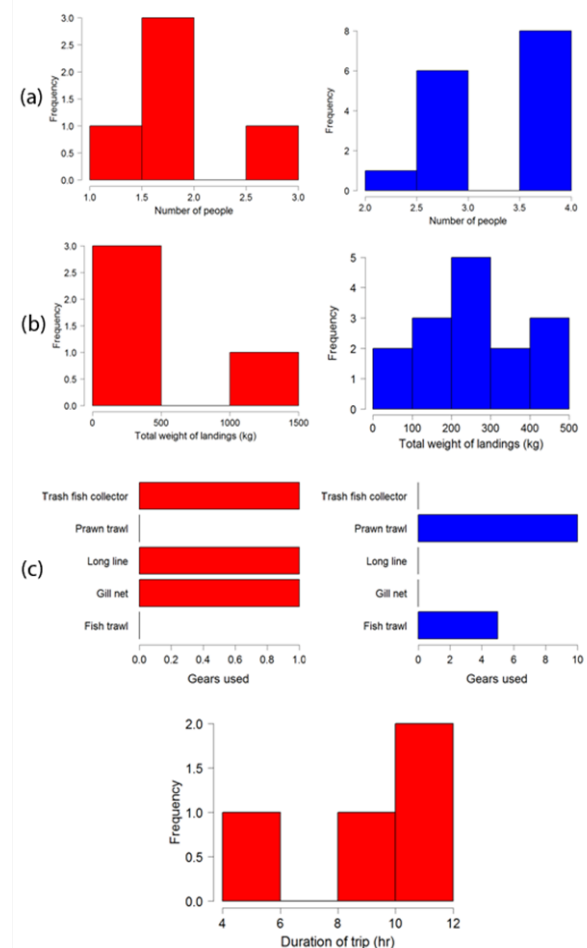 (a)
Frequency
3.0
2.5
2.0
1.5
1.0
0.5
0.0
1.0 1.5 2.0 2.5 3.0
Number of people
Frequency
8
6
4
2
0
2.0 2.5 3.0 3.5 4.0
Number of people
(b)
Frequency
3.0
2.5
2.0
1.5
1.0
0.5
0.0
0 500 1000 1500
Total weight of landings (kg)
Frequency
5
4
3
2
1
0
0 100 200 300 400 500
Total weight of landings (kg)
(c)
Trash fish collector
Prawn trawl
Long line
Gill net
Fish trawl
0.0 0.2 0.4 0.6 0.8 1.0
Gears used
Trash fish collector
Prawn trawl
Long line
Gill net
Fish trawl
0 2 4 6 8 10
Gears used
Frequency
2.0
1.5
1.0
0.5
0.0
4 6 8 10 12
Duration of trip (hr)